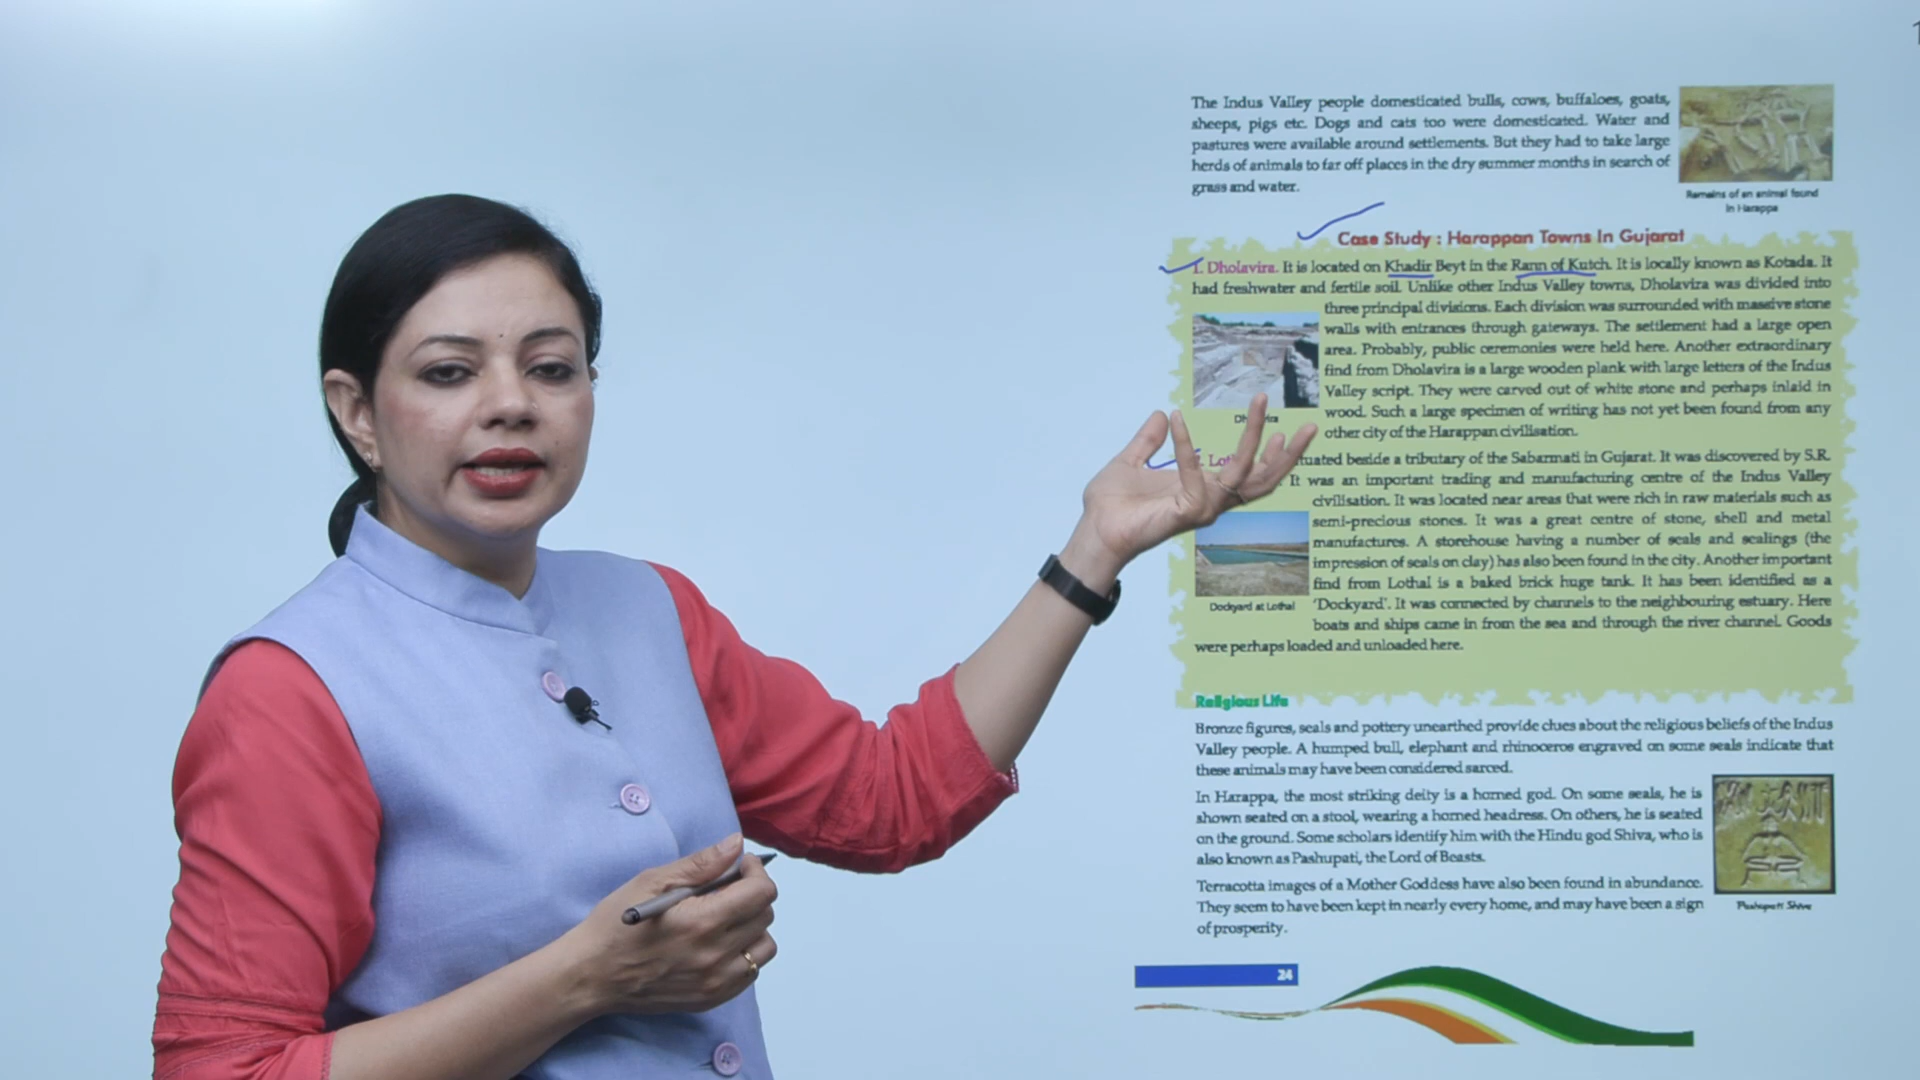 The Indus Valley people domesticated bulls, cows, buffaloes, goats,
sheeps, pigs etc. Dogs and cats too were domesticated. Water and
pastures were available around settlements. But they had to take large
herds of animals to far off places in the dry summer months in search of
grass and water.
Remains of an animal found
in Harappa
Case Study : Harappan Towns In Gujarat
1. Dholavira. It is located on Khadir Beyt in the Rann of Kutch. It is locally known as Kotada. It
had freshwater and fertile soil. Unlike other Indus Valley towns, Dholavira was divided into
three principal divisions. Each division was surrounded with massive stone
walls with entrances through gateways. The settlement had a large open
area. Probably, public ceremonies were held here. Another extraordinary
find from Dholavira is a large wooden plank with large letters of the Indus
Valley script. They were carved out of white stone and perhaps inlaid in
wood. Such a large specimen of writing has not yet been found from any
other city of the Harappan civilisation.
beside a tributary of the Sabarmati in Gujarat. It was discovered by S.R.
It was an important trading and manufacturing centre of the Indus Valley
civilisation. It was located near areas that were rich in raw materials such as
semi-precious stones. It was a great centre of stone, shell and metal
manufactures. A storehouse having a number of seals and sealings (the
impression of seals on clay) has also been found in the city. Another important
find from Lothal is a baked brick huge tank. It has been identified as a
'Dockyard'. It was connected by channels to the neighbouring estuary. Here
boats and ships came in from the sea and through the river channel. Goods
were perhaps loaded and unloaded here.
Dockyard at Lothal
Religious Life
Bronze figures, seals and pottery unearthed provide clues about the religious beliefs of the Indus
Valley people. A humped bull, elephant and rhinoceros engraved on some seals indicate that
these animals may have been considered sarced.
In Harappa, the most striking deity is a horned god. On some seals, he is
shown seated on a stool, wearing a horned headress. On others, he is seated
on the ground. Some scholars identify him with the Hindu god Shiva, who is
also known as Pashupati, the Lord of Beasts.
Terracotta images of a Mother Goddess have also been found in abundance.
They seem to have been kept in nearly every home, and may have been a sign
of prosperity.
Pashupati Shiva
24